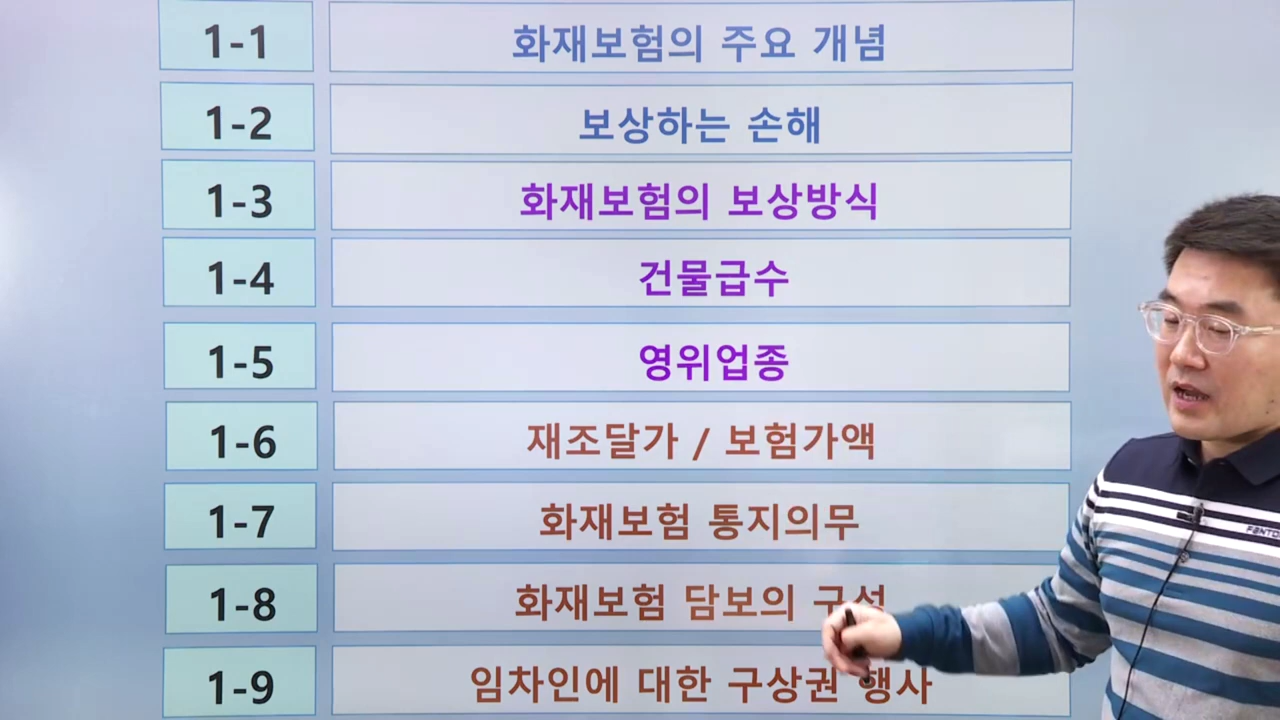 1-1 화재보험의 주요 개념
1-2 보상하는 손해
1-3 화재보험의 보상방식
1-4 건물급수
1-5 영위업종
1-6 재조달가 / 보험가액
1-7 화재보험 통지의무
1-8 화재보험 담보의 구성
1-9 임차인에 대한 구상권 행사